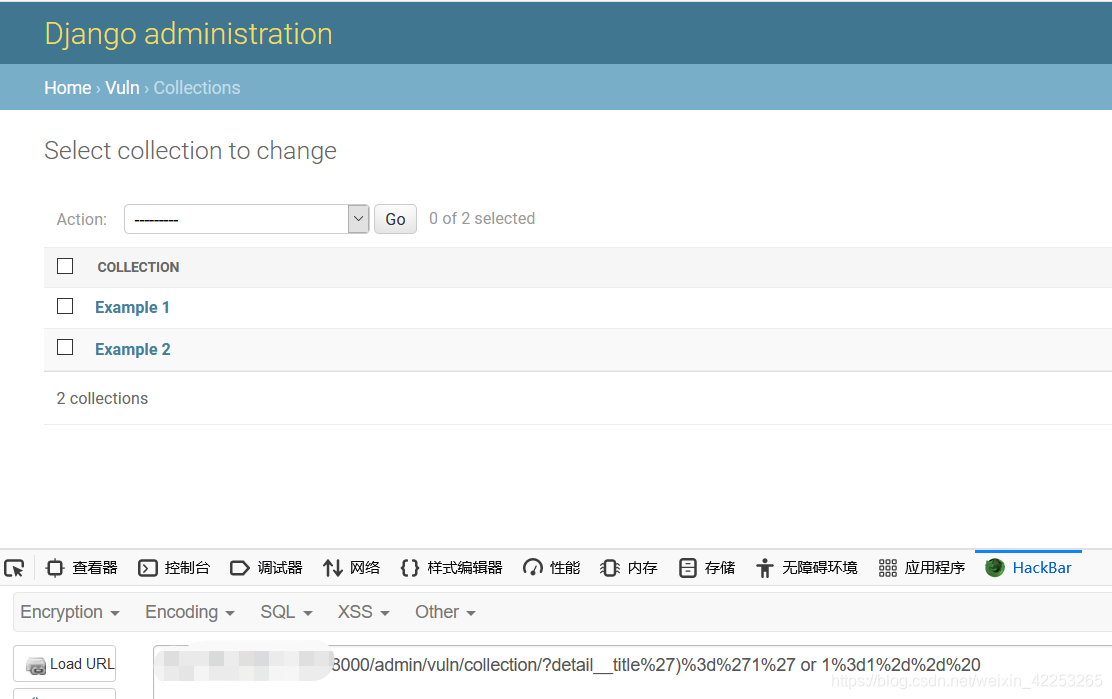 Django administration
Home › Vuln › Collections
Select collection to change
Action: --------- Go 0 of 2 selected
COLLECTION
Example 1
Example 2
2 collections
查看器 控制台 调试器 网络 样式编辑器 性能 内存 存储 无障碍环境 应用程序 HackBar
Encryption Encoding SQL XSS Other
Load URL
8000/admin/vuln/collection/?detail__title%27)%3d%271%27 or 1%3d1%2d%2d%20
https://blog.csdn.net/weixin_42253265